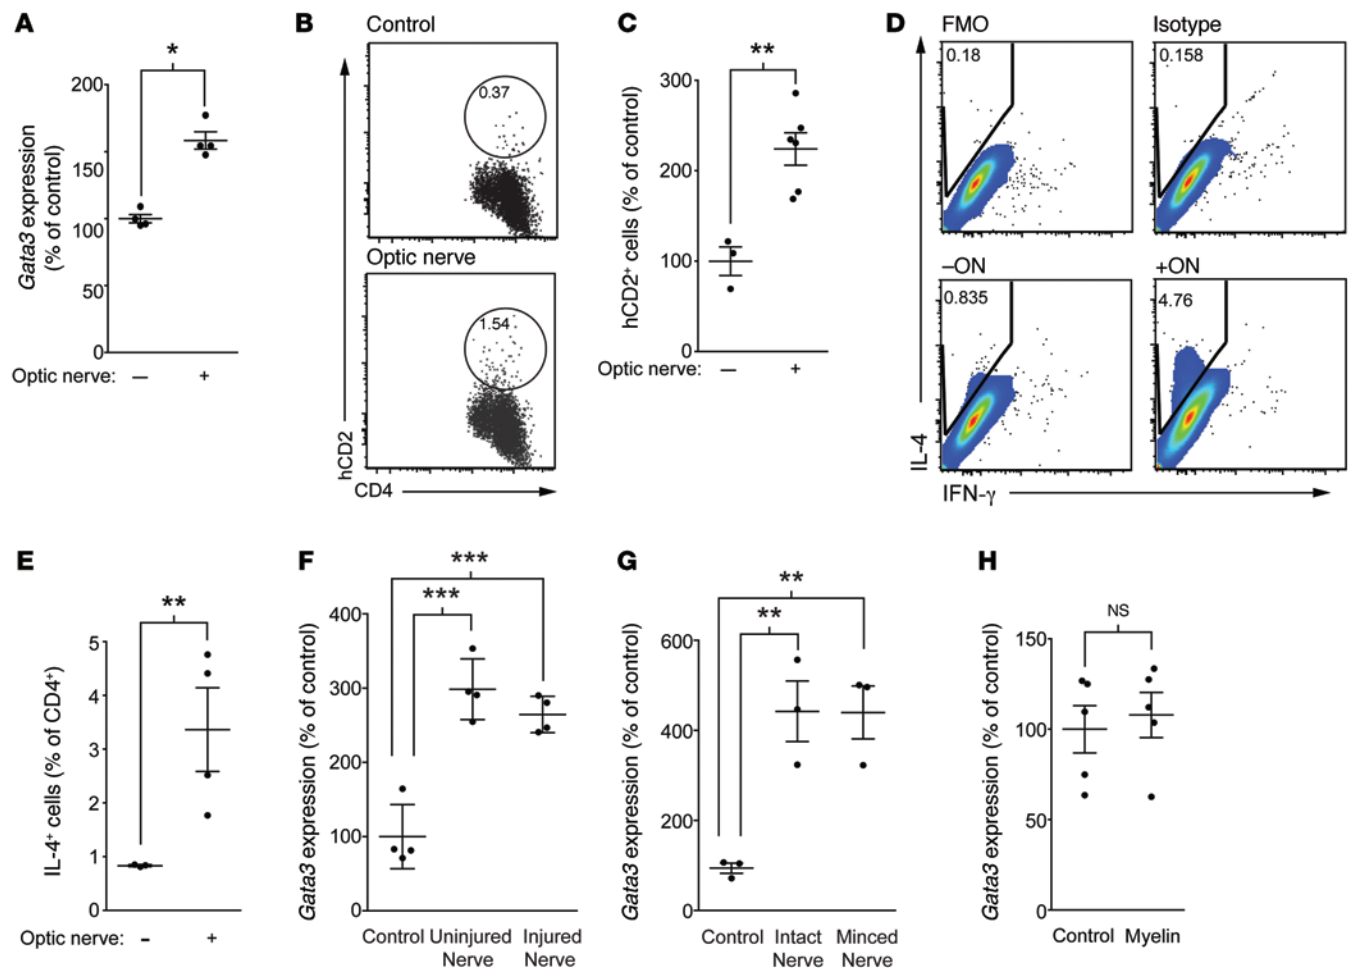 A
*
Gata3 expression
(% of control)
200
150
100
50
0
Optic nerve: — +
B
Control
0.37
Optic nerve
1.54
hCD2
CD4
C
**
hCD2⁺ cells (% of control)
300
200
100
0
Optic nerve: — +
D
FMO
0.18
Isotype
0.158
–ON
0.835
+ON
4.76
IL-4
IFN-γ
E
**
IL-4⁺ cells (% of CD4⁺)
5
4
3
2
1
0
Optic nerve: - +
F
***
***
Gata3 expression (% of control)
400
300
200
100
0
Control Uninjured Injured
Nerve Nerve
G
**
**
Gata3 expression (% of control)
600
400
200
0
Control Intact Minced
Nerve Nerve
H
NS
Gata3 expression (% of control)
150
100
50
0
Control Myelin